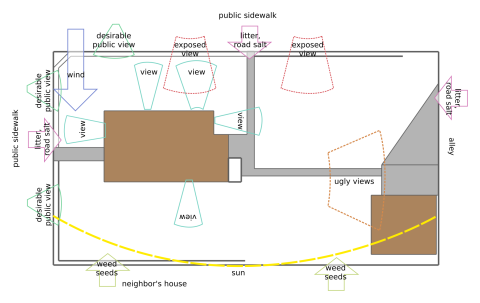 public sidewalk
desirable
public view
exposed
view
litter,
road salt
exposed
view
wind
view
view
desirable
public view
litter,
road salt
view
view
public sidewalk
litter,
road salt
alley
ugly views
desirable
public view
view
weed
seeds
sun
weed
seeds
neighbor's house